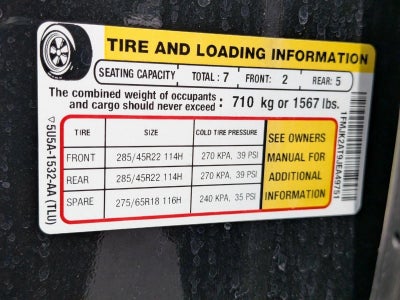 TIRE AND LOADING INFORMATION
SEATING CAPACITY TOTAL : 7 FRONT: 2 REAR: 5
The combined weight of occupants
and cargo should never exceed : 710 kg or 1567 lbs.
TIRE SIZE COLD TIRE PRESSURE
FRONT 285/45R22 114H 270 KPA, 39 PSI
REAR 285/45R22 114H 270 KPA, 39 PSI
SPARE 275/65R18 116H 240 KPA, 35 PSI
SEE OWNERS
MANUAL FOR
ADDITIONAL
INFORMATION
5U5A-1532-AA (TLU)
1FMJK2AT9JEA49751